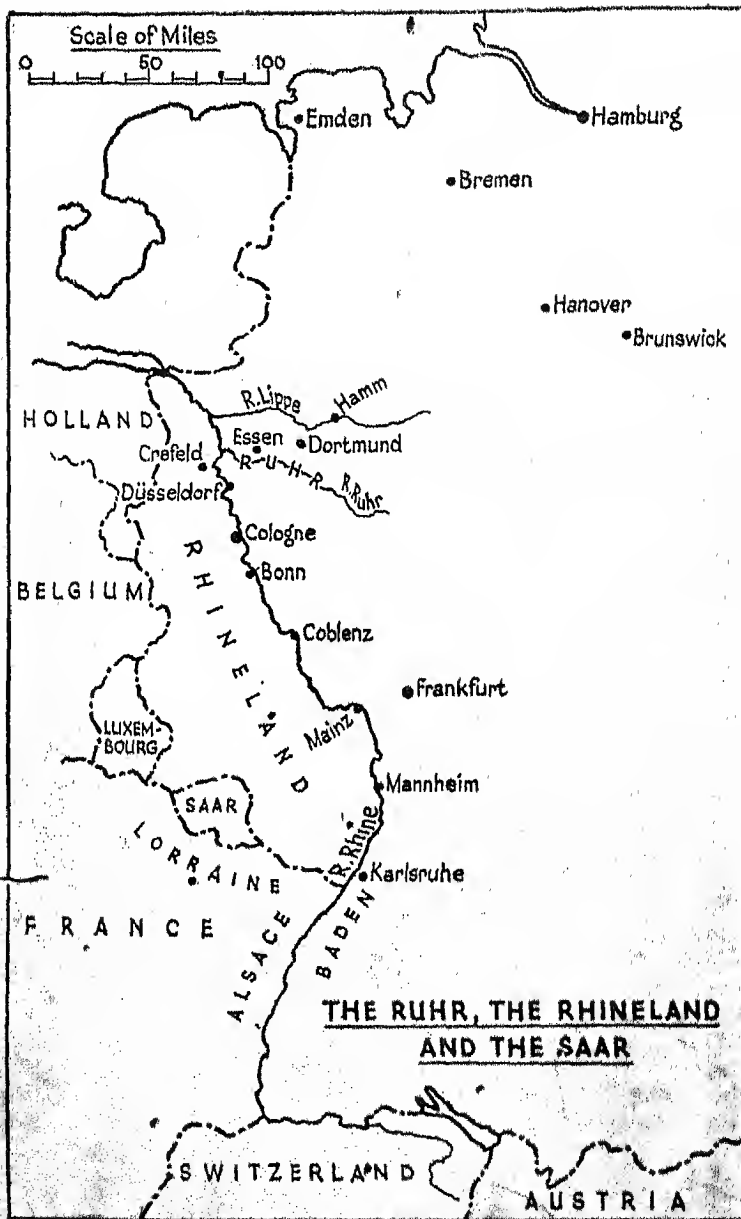 Scale of Miles
0 50 100
Emden
Hamburg
Bremen
Hanover
Brunswick
R. Lippe
Hamm
HOLLAND
Essen
Dortmund
Crefeld
R-U-H-R
R. Ruhr
Düsseldorf
Cologne
RHINELAND
BELGIUM
Bonn
Coblenz
Frankfurt
Mainz
LUXEM-
BOURG
Mannheim
SAAR
R. Rhine
LORRAINE
Karlsruhe
FRANCE
ALSACE
BADEN
THE RUHR, THE RHINELAND
AND THE SAAR
SWITZERLAND
AUSTRIA